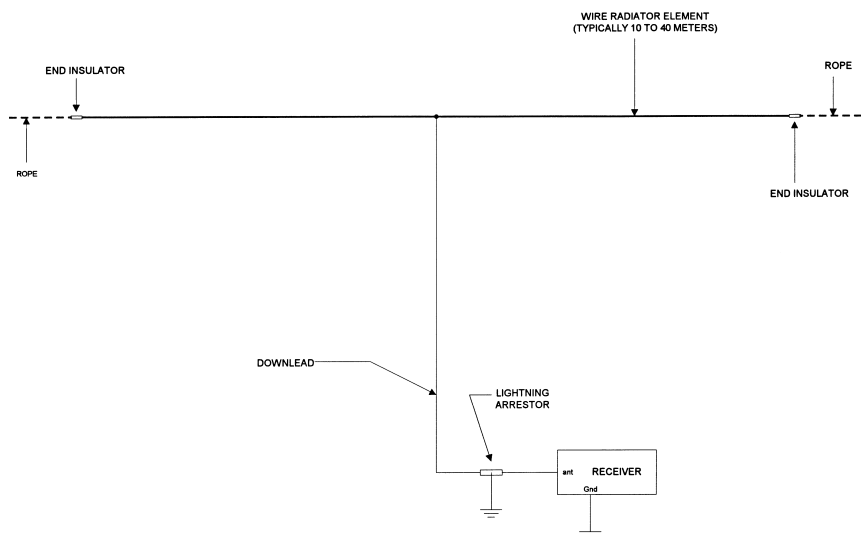 WIRE RADIATOR ELEMENT
(TYPICALLY 10 TO 40 METERS)
END INSULATOR
ROPE
ROPE
END INSULATOR
DOWNLEAD
LIGHTNING
ARRESTOR
ant RECEIVER
Gnd